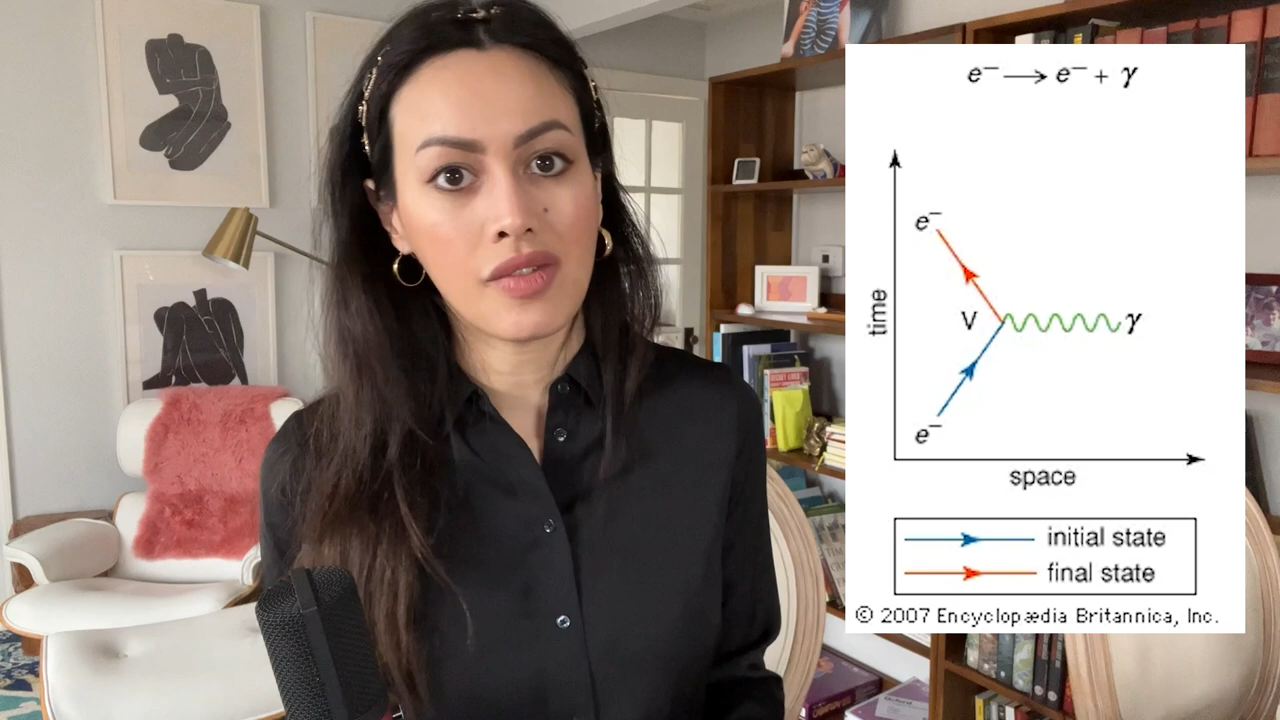 e⁻ → e⁻ + γ
e⁻
time
V
γ
e⁻
space
initial state
final state
© 2007 Encyclopædia Britannica, Inc.